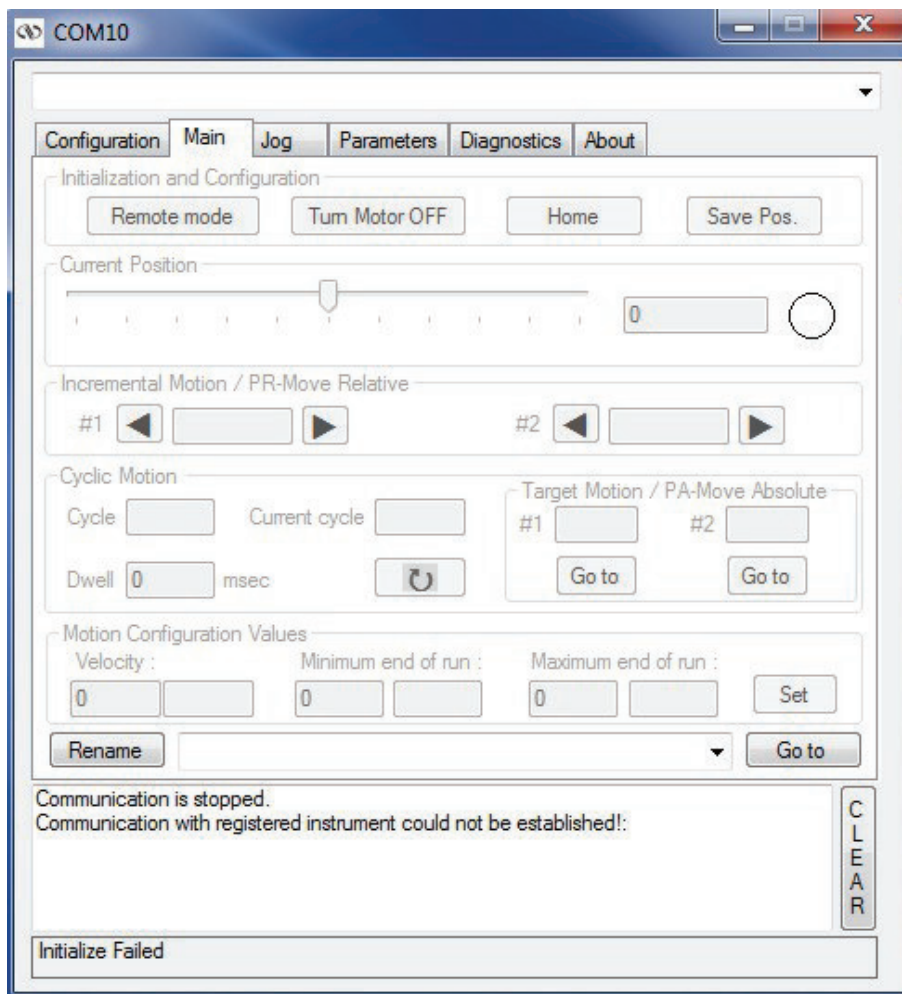 COM10
Configuration Main Jog Parameters Diagnostics About
Initialization and Configuration
Remote mode Turn Motor OFF Home Save Pos.
Current Position
0
Incremental Motion / PR-Move Relative
#1 #2
Cyclic Motion
Cycle Current cycle
Dwell 0 msec
Target Motion / PA-Move Absolute
#1 #2
Go to Go to
Motion Configuration Values
Velocity : Minimum end of run : Maximum end of run :
0 0 0 Set
Rename Go to
Communication is stopped.
Communication with registered instrument could not be established!:
CLEAR
Initialize Failed